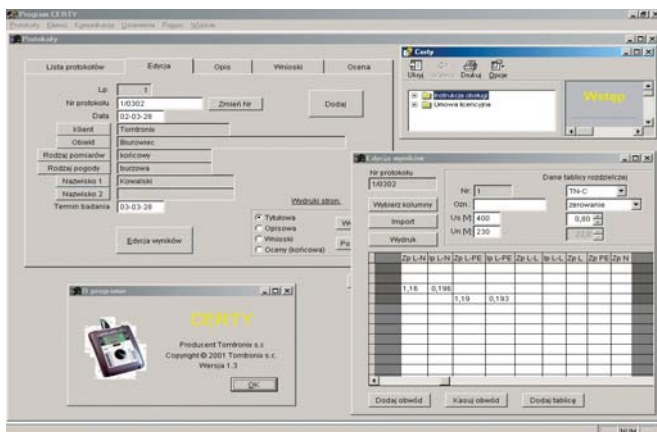 Program CERTY
Protokoły Klienci Komunikacja Ustawienia Pomoc Wyjście
Protokoły
Lista protokołów Edycja Opis Wnioski Ocena
Lp. 1
Nr protokołu 1/0302 Zmień Nr Dodaj
Data 02-03-28
Klient Tomtronix
Obiekt Biurowiec
Rodzaj pomiarów końcowy
Rodzaj pogody burzowa
Nazwisko 1 Kowalski
Nazwisko 2
Termin badania 03-03-28
Edycja wyników
Wydruki stron:
Tytułowa
Opisowa
Wnioski
Oceny (końcowa)
Certy
Ukryj Wstecz Drukuj Opcje
Instrukcja obsługi
Umowa licencyjna
Wstęp
Edycja wyników
Nr protokołu
1/0302
Wybierz kolumny
Import
Wydruk
Dane tablicy rozdzielczej
Nr: 1 TN-C
Ozn.: zerowanie
Us [V] 400 0,80
Un [V] 230
Zp L-N Ip L-N Zp L-PE Ip L-PE Zp L-L Ip L-L Zp L Zp PE Zp N
1,16 0,198
1,19 0,193
Dodaj obwód Kasuj obwód Dodaj tablicę
O programie
CERTY
Producent Tomtronix s.c.
Copyright © 2001 Tomtronix s.c.
Wersja 1.3
OK
NUM